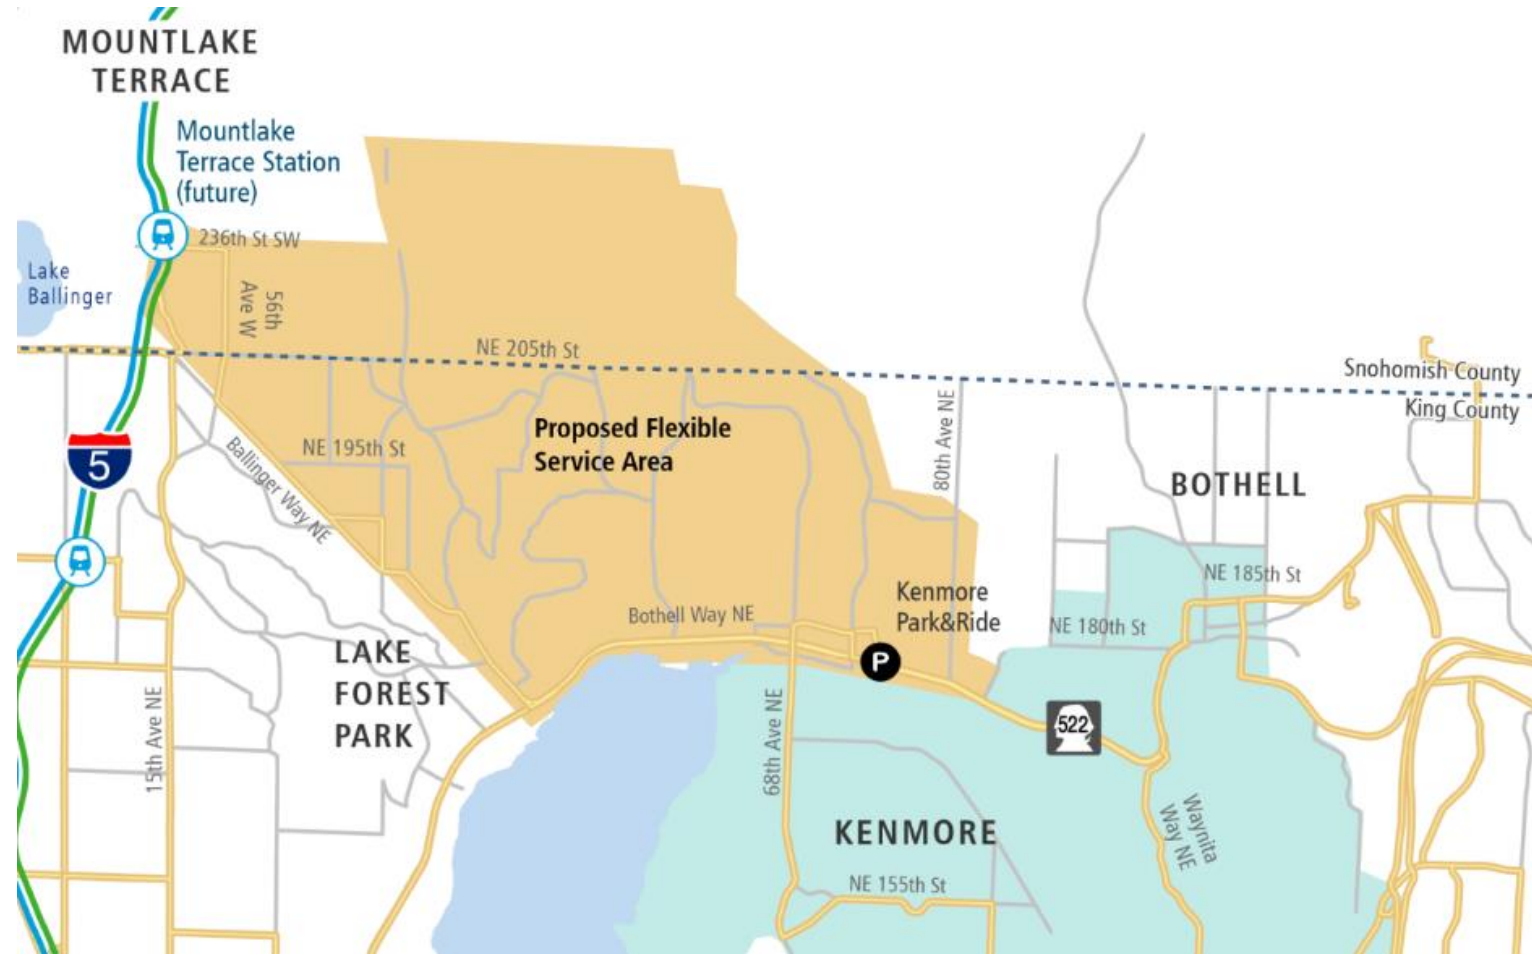 MOUNTLAKE
TERRACE
Mountlake
Terrace Station
(future)
236th St SW
Lake
Ballinger
56th
Ave W
NE 205th St
Snohomish County
King County
80th Ave NE
Proposed Flexible
Service Area
NE 195th St
Ballinger Way NE
5
BOTHELL
NE 185th St
Kenmore
Park&Ride
Bothell Way NE
NE 180th St
P
LAKE
FOREST
PARK
15th Ave NE
68th Ave NE
522
KENMORE
Waynita
Way NE
NE 155th St